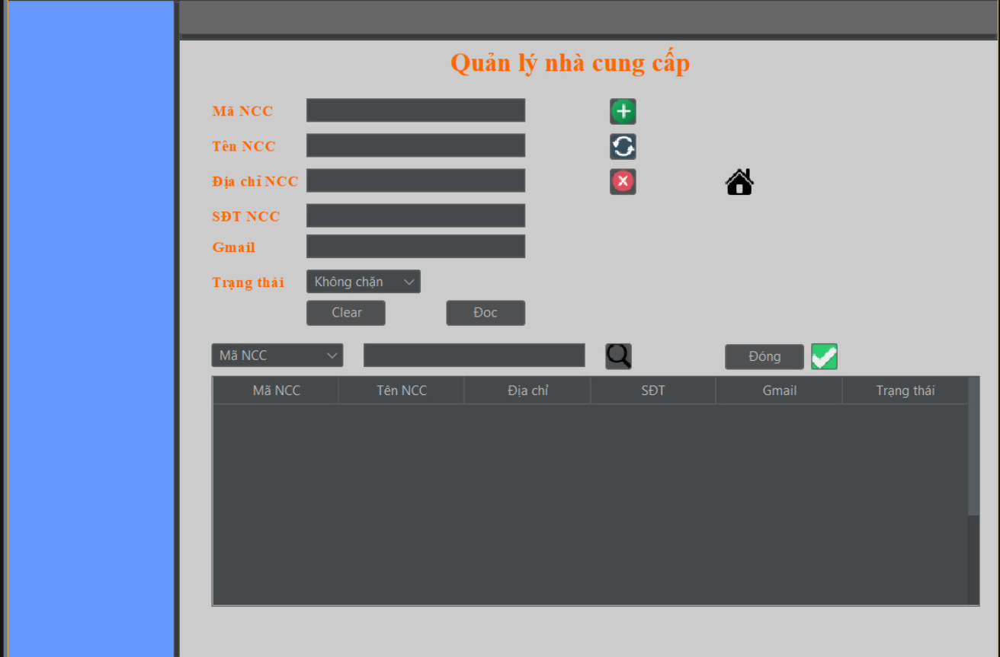 Quản lý nhà cung cấp
Mã NCC
Tên NCC
Địa chỉ NCC
SĐT NCC
Gmail
Trạng thái Không chặn
Clear Đoc
Mã NCC Đóng
Mã NCC Tên NCC Địa chỉ SĐT Gmail Trạng thái